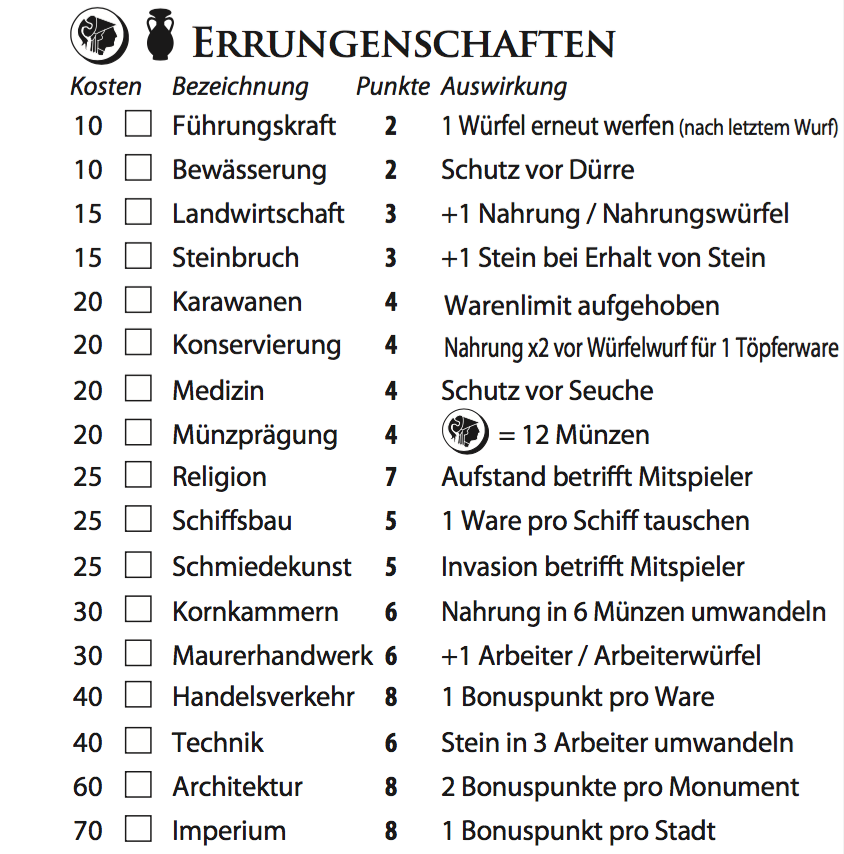 ERRUNGENSCHAFTEN
Kosten Bezeichnung Punkte Auswirkung
10 Führungskraft 2 1 Würfel erneut werfen (nach letztem Wurf)
10 Bewässerung 2 Schutz vor Dürre
15 Landwirtschaft 3 +1 Nahrung / Nahrungswürfel
15 Steinbruch 3 +1 Stein bei Erhalt von Stein
20 Karawanen 4 Warenlimit aufgehoben
20 Konservierung 4 Nahrung x2 vor Würfelwurf für 1 Töpferware
20 Medizin 4 Schutz vor Seuche
20 Münzprägung 4 = 12 Münzen
25 Religion 7 Aufstand betrifft Mitspieler
25 Schiffsbau 5 1 Ware pro Schiff tauschen
25 Schmiedekunst 5 Invasion betrifft Mitspieler
30 Kornkammern 6 Nahrung in 6 Münzen umwandeln
30 Maurerhandwerk 6 +1 Arbeiter / Arbeiterwürfel
40 Handelsverkehr 8 1 Bonuspunkt pro Ware
40 Technik 6 Stein in 3 Arbeiter umwandeln
60 Architektur 8 2 Bonuspunkte pro Monument
70 Imperium 8 1 Bonuspunkt pro Stadt